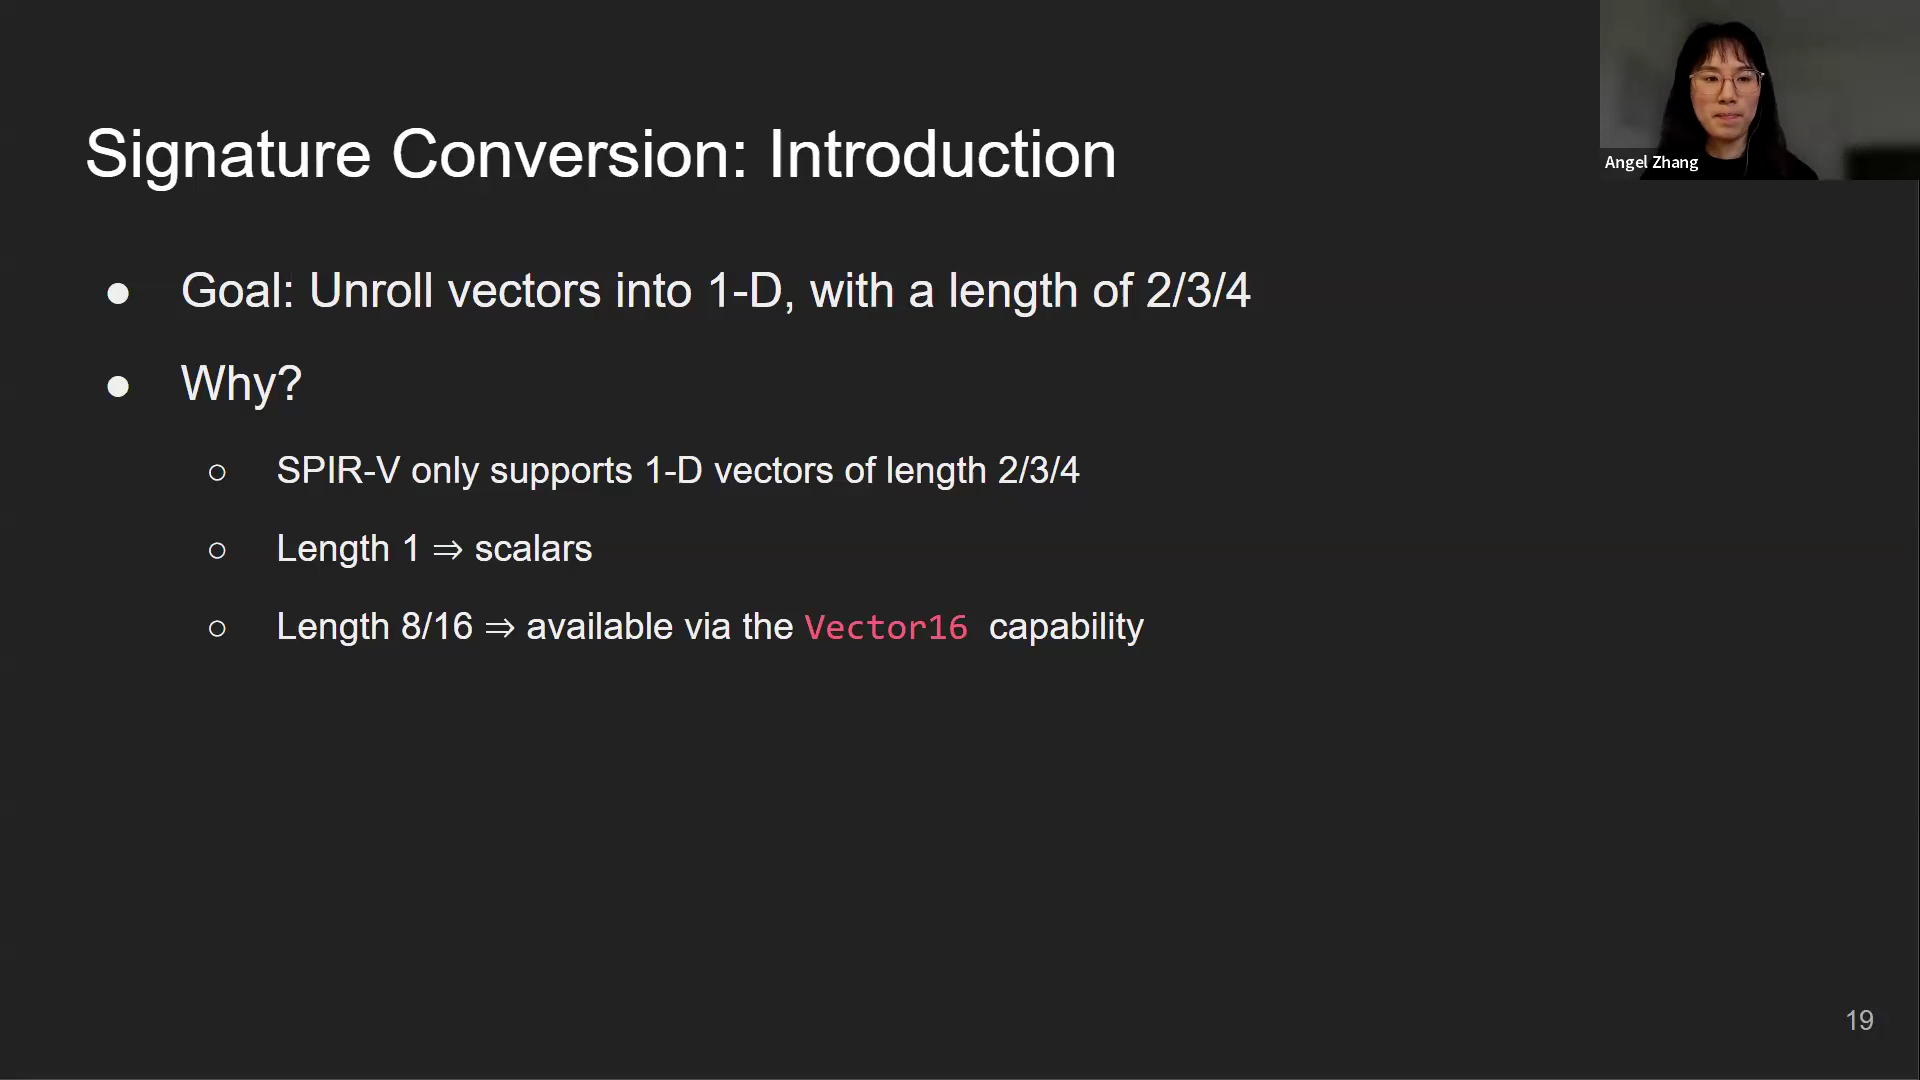 Angel Zhang
Signature Conversion: Introduction
● Goal: Unroll vectors into 1-D, with a length of 2/3/4
● Why?
○ SPIR-V only supports 1-D vectors of length 2/3/4
○ Length 1 ⇒ scalars
○ Length 8/16 ⇒ available via the Vector16 capability
19